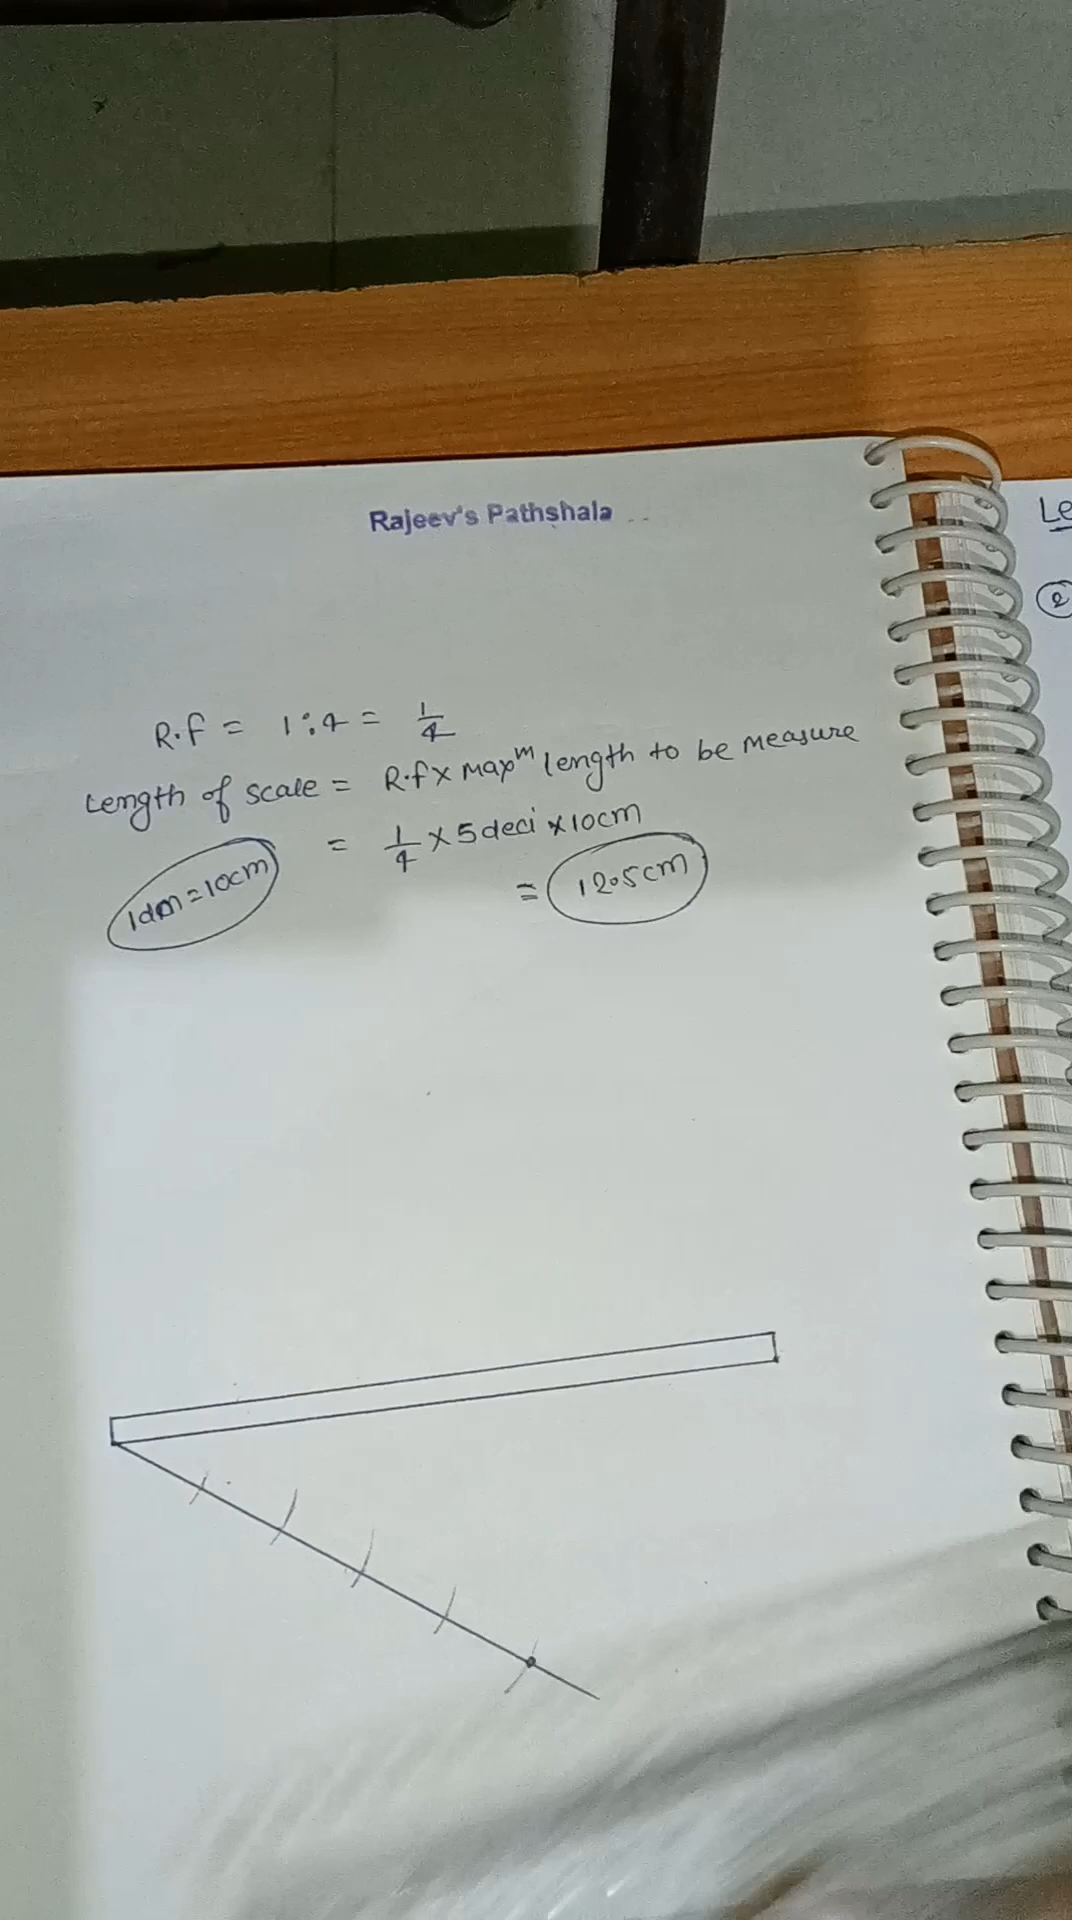 Rajeev's Pathshala
Le
2
R.f = 1:4 = 1/4
Length of scale = R.f x maxᵐ length to be measure
= 1/4 x 5 deci x 10cm
1dm = 10cm
= 12.5cm